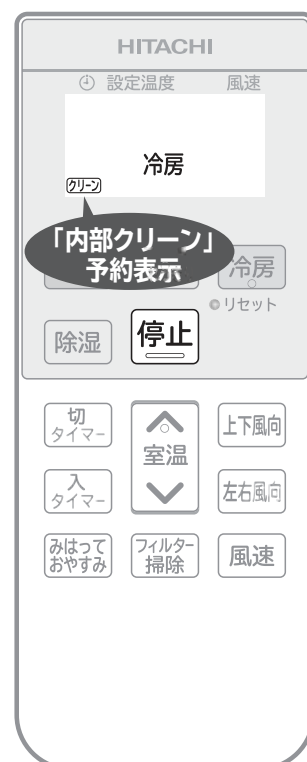 HITACHI
設定温度 風速
冷房
クリーン
「内部クリーン」
予約表示
冷房
リセット
除湿
停止
切
タイマー
室温
上下風向
入
タイマー
左右風向
みはって
おやすみ
フィルター
掃除
風速